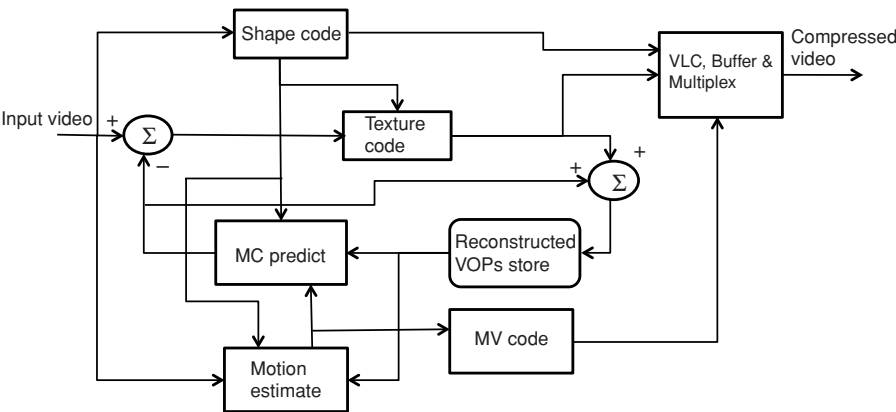 Shape code
VLC, Buffer &
Multiplex
Compressed
video
Input video
+
Σ
−
Texture
code
+
+
Σ
MC predict
Reconstructed
VOPs store
MV code
Motion
estimate